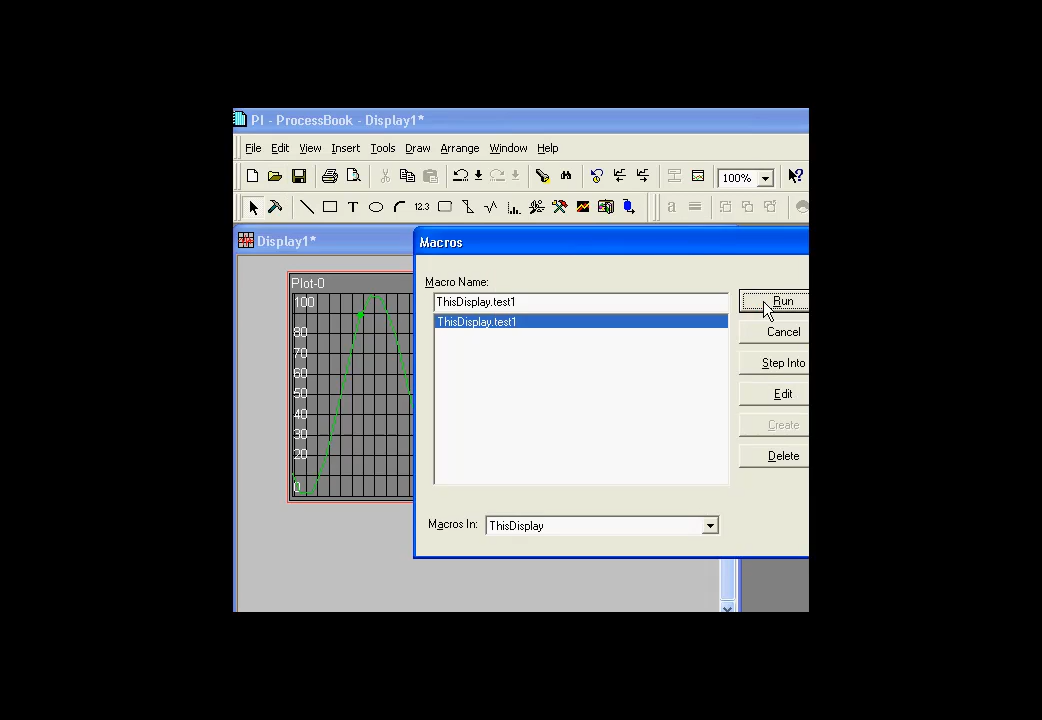 PI - ProcessBook - Display1*
File Edit View Insert Tools Draw Arrange Window Help
100%
T 12.3 a
Display1*
Macros
Plot-0
100
80
70
60
50
40
30
20
0
Macro Name:
ThisDisplay.test1
ThisDisplay.test1
Run
Cancel
Step Into
Edit
Create
Delete
Macros In: ThisDisplay